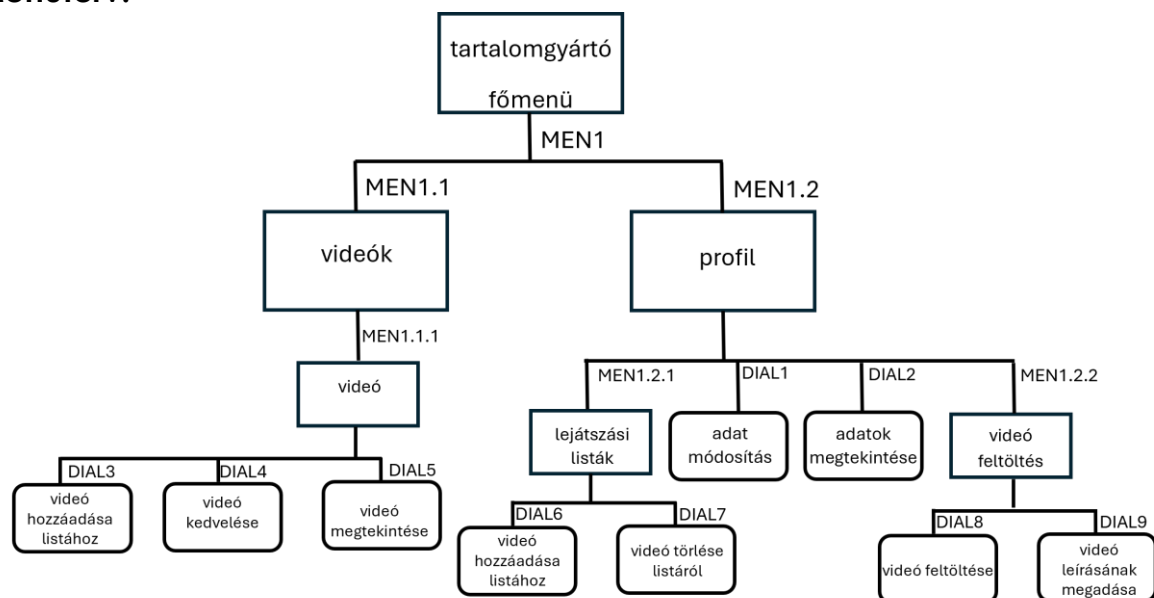 tartalomgyártó
főmenü
MEN1
MEN1.1
MEN1.2
videók
profil
MEN1.1.1
MEN1.2.1
DIAL1
DIAL2
MEN1.2.2
videó
lejátszási
listák
adat
módosítás
adatok
megtekintése
videó
feltöltés
DIAL3
DIAL4
DIAL5
videó
hozzáadása
listához
videó
kedvelése
videó
megtekintése
DIAL6
DIAL7
DIAL8
DIAL9
videó
hozzáadása
listához
videó törlése
listáról
videó feltöltése
videó
leírásának
megadása